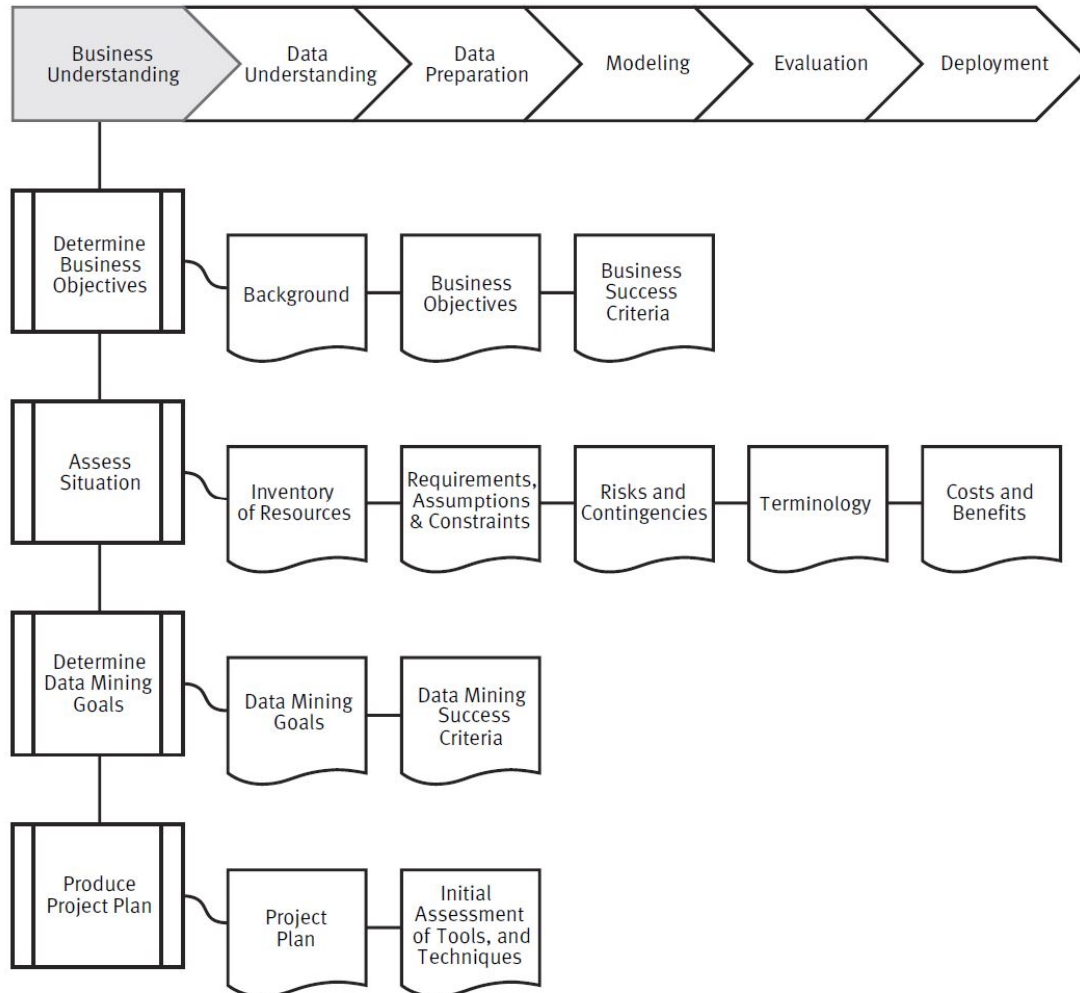 Business
Understanding
Data
Understanding
Data
Preparation
Modeling
Evaluation
Deployment
Determine
Business
Objectives
Background
Business
Objectives
Business
Success
Criteria
Assess
Situation
Inventory
of Resources
Requirements,
Assumptions
& Constraints
Risks and
Contingencies
Terminology
Costs and
Benefits
Determine
Data Mining
Goals
Data Mining
Goals
Data Mining
Success
Criteria
Produce
Project Plan
Project
Plan
Initial
Assessment
of Tools, and
Techniques